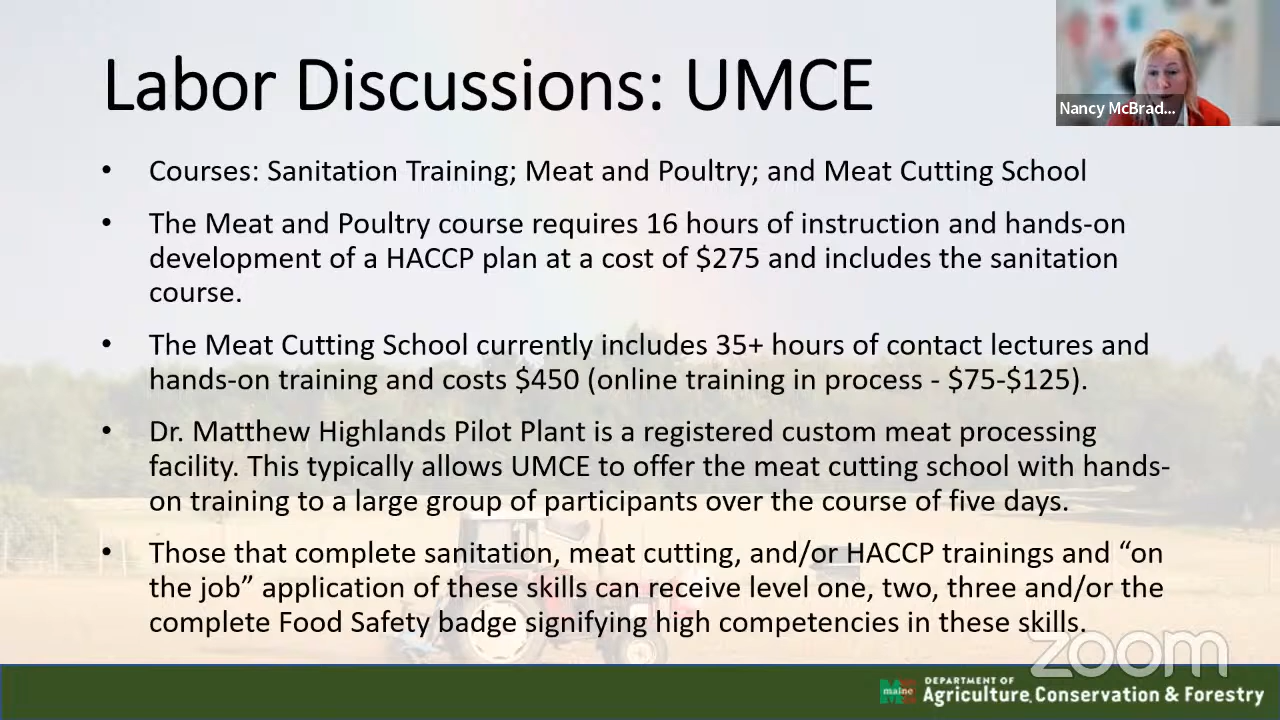 Labor Discussions: UMCE
Nancy McBrad...
• Courses: Sanitation Training; Meat and Poultry; and Meat Cutting School
• The Meat and Poultry course requires 16 hours of instruction and hands-on
development of a HACCP plan at a cost of $275 and includes the sanitation
course.
• The Meat Cutting School currently includes 35+ hours of contact lectures and
hands-on training and costs $450 (online training in process - $75-$125).
• Dr. Matthew Highlands Pilot Plant is a registered custom meat processing
facility. This typically allows UMCE to offer the meat cutting school with hands-
on training to a large group of participants over the course of five days.
• Those that complete sanitation, meat cutting, and/or HACCP trainings and “on
the job” application of these skills can receive level one, two, three and/or the
complete Food Safety badge signifying high competencies in these skills.
zoom
maine
DEPARTMENT OF
Agriculture, Conservation & Forestry